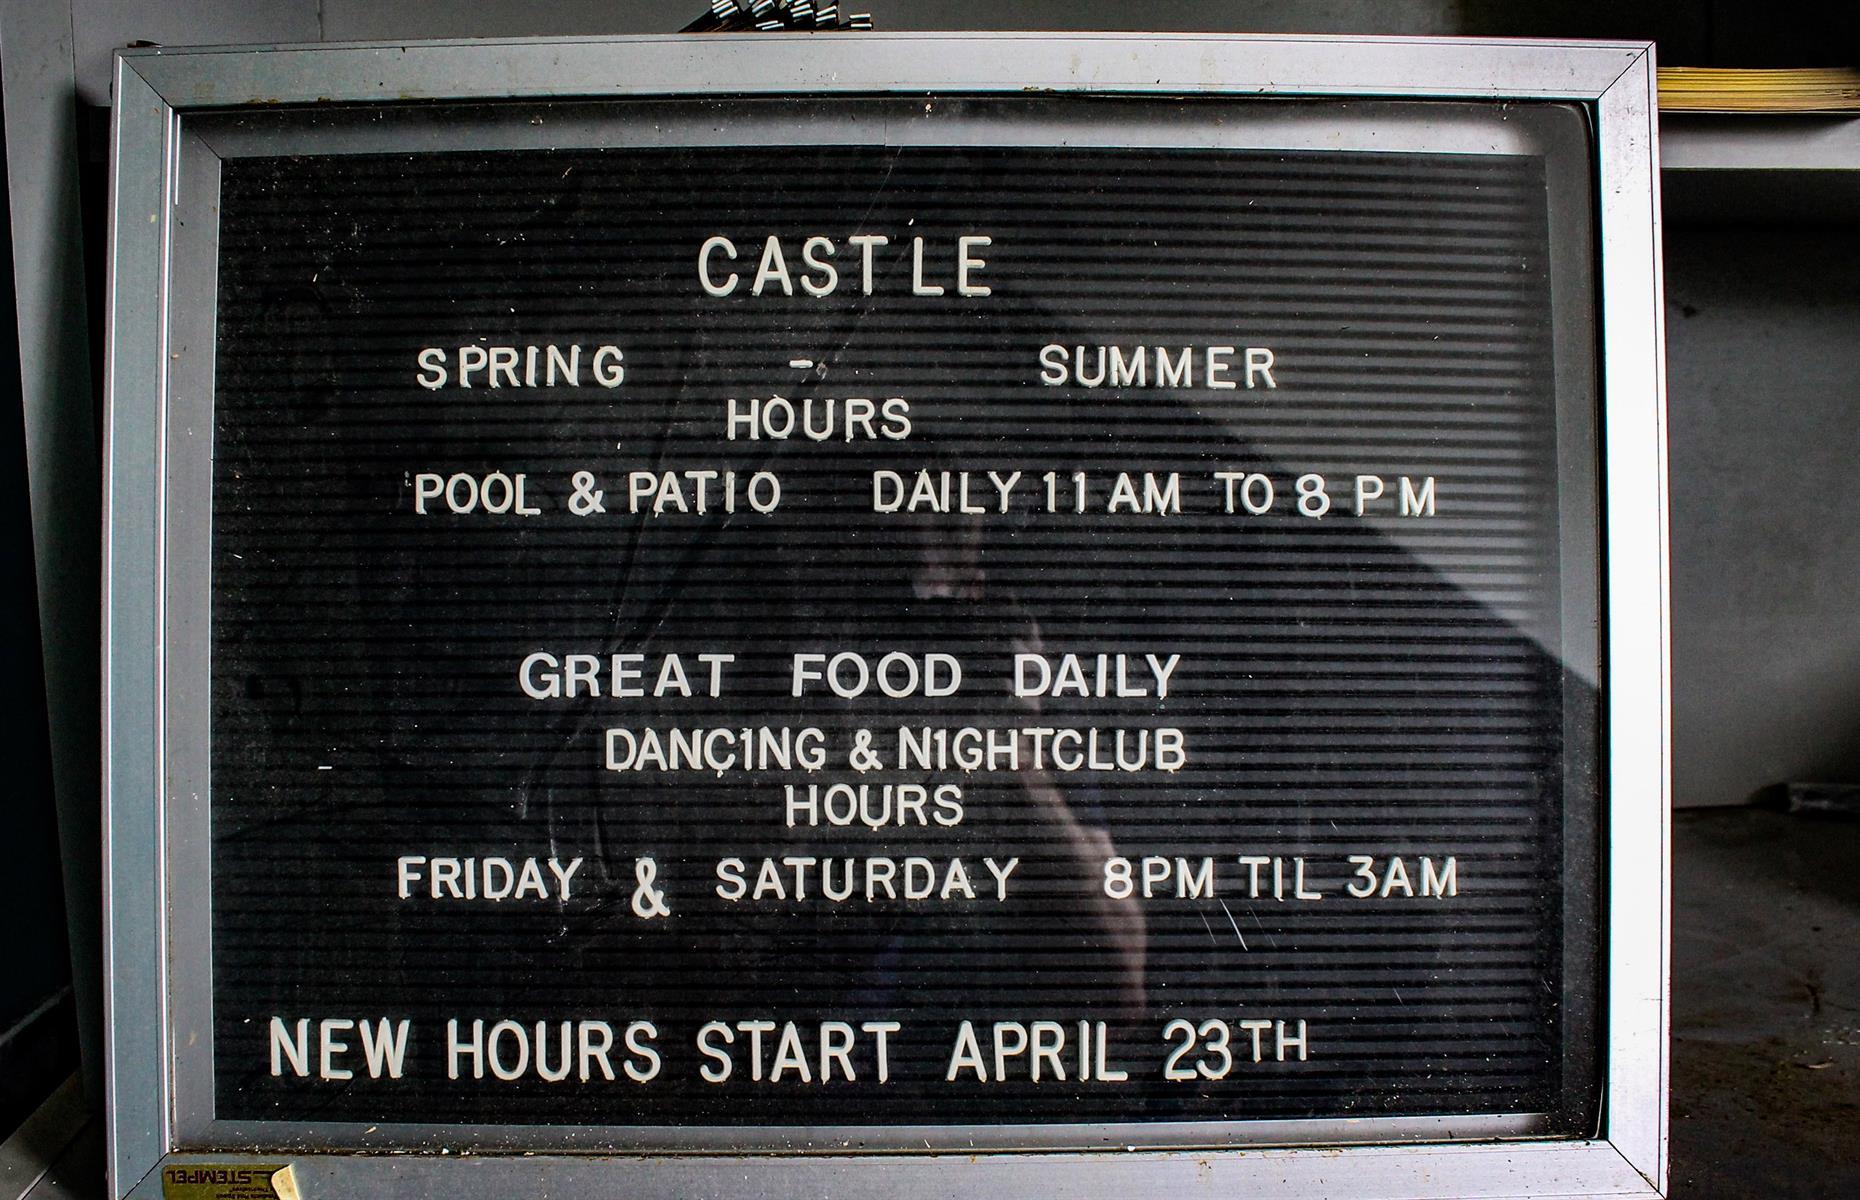 CASTLE
SPRING - SUMMER
HOURS
POOL & PATIO DAILY 11 AM TO 8 PM
GREAT FOOD DAILY
DANCING & NIGHTCLUB
HOURS
FRIDAY & SATURDAY 8PM TIL 3AM
NEW HOURS START APRIL 23TH
STEMPEL